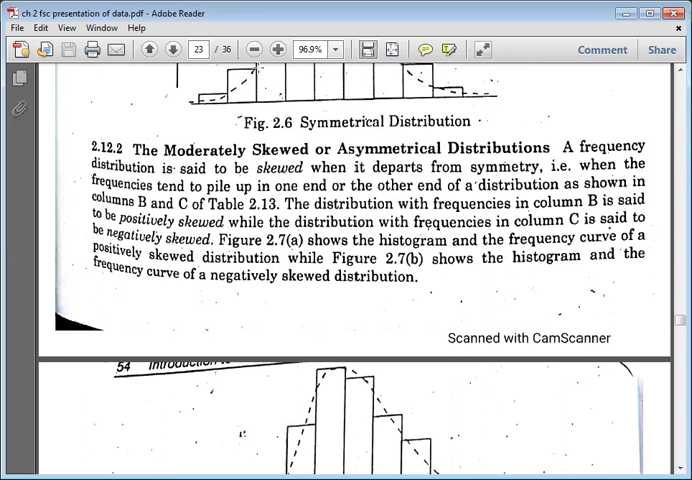 ch 2 fsc presentation of data.pdf - Adobe Reader
File Edit View Window Help
23 / 36 96.9% Comment Share
Fig. 2.6 Symmetrical Distribution
2.12.2 The Moderately Skewed or Asymmetrical Distributions A frequency
distribution is said to be skewed when it departs from symmetry, i.e. when the
frequencies tend to pile up in one end or the other end of a distribution as shown in
columns B and C of Table 2.13. The distribution with frequencies in column B is said
to be positively skewed while the distribution with frequencies in column C is said to
be negatively skewed. Figure 2.7(a) shows the histogram and the frequency curve of a
positively skewed distribution while Figure 2.7(b) shows the histogram and the
frequency curve of a negatively skewed distribution.
Scanned with CamScanner
54 Introduction